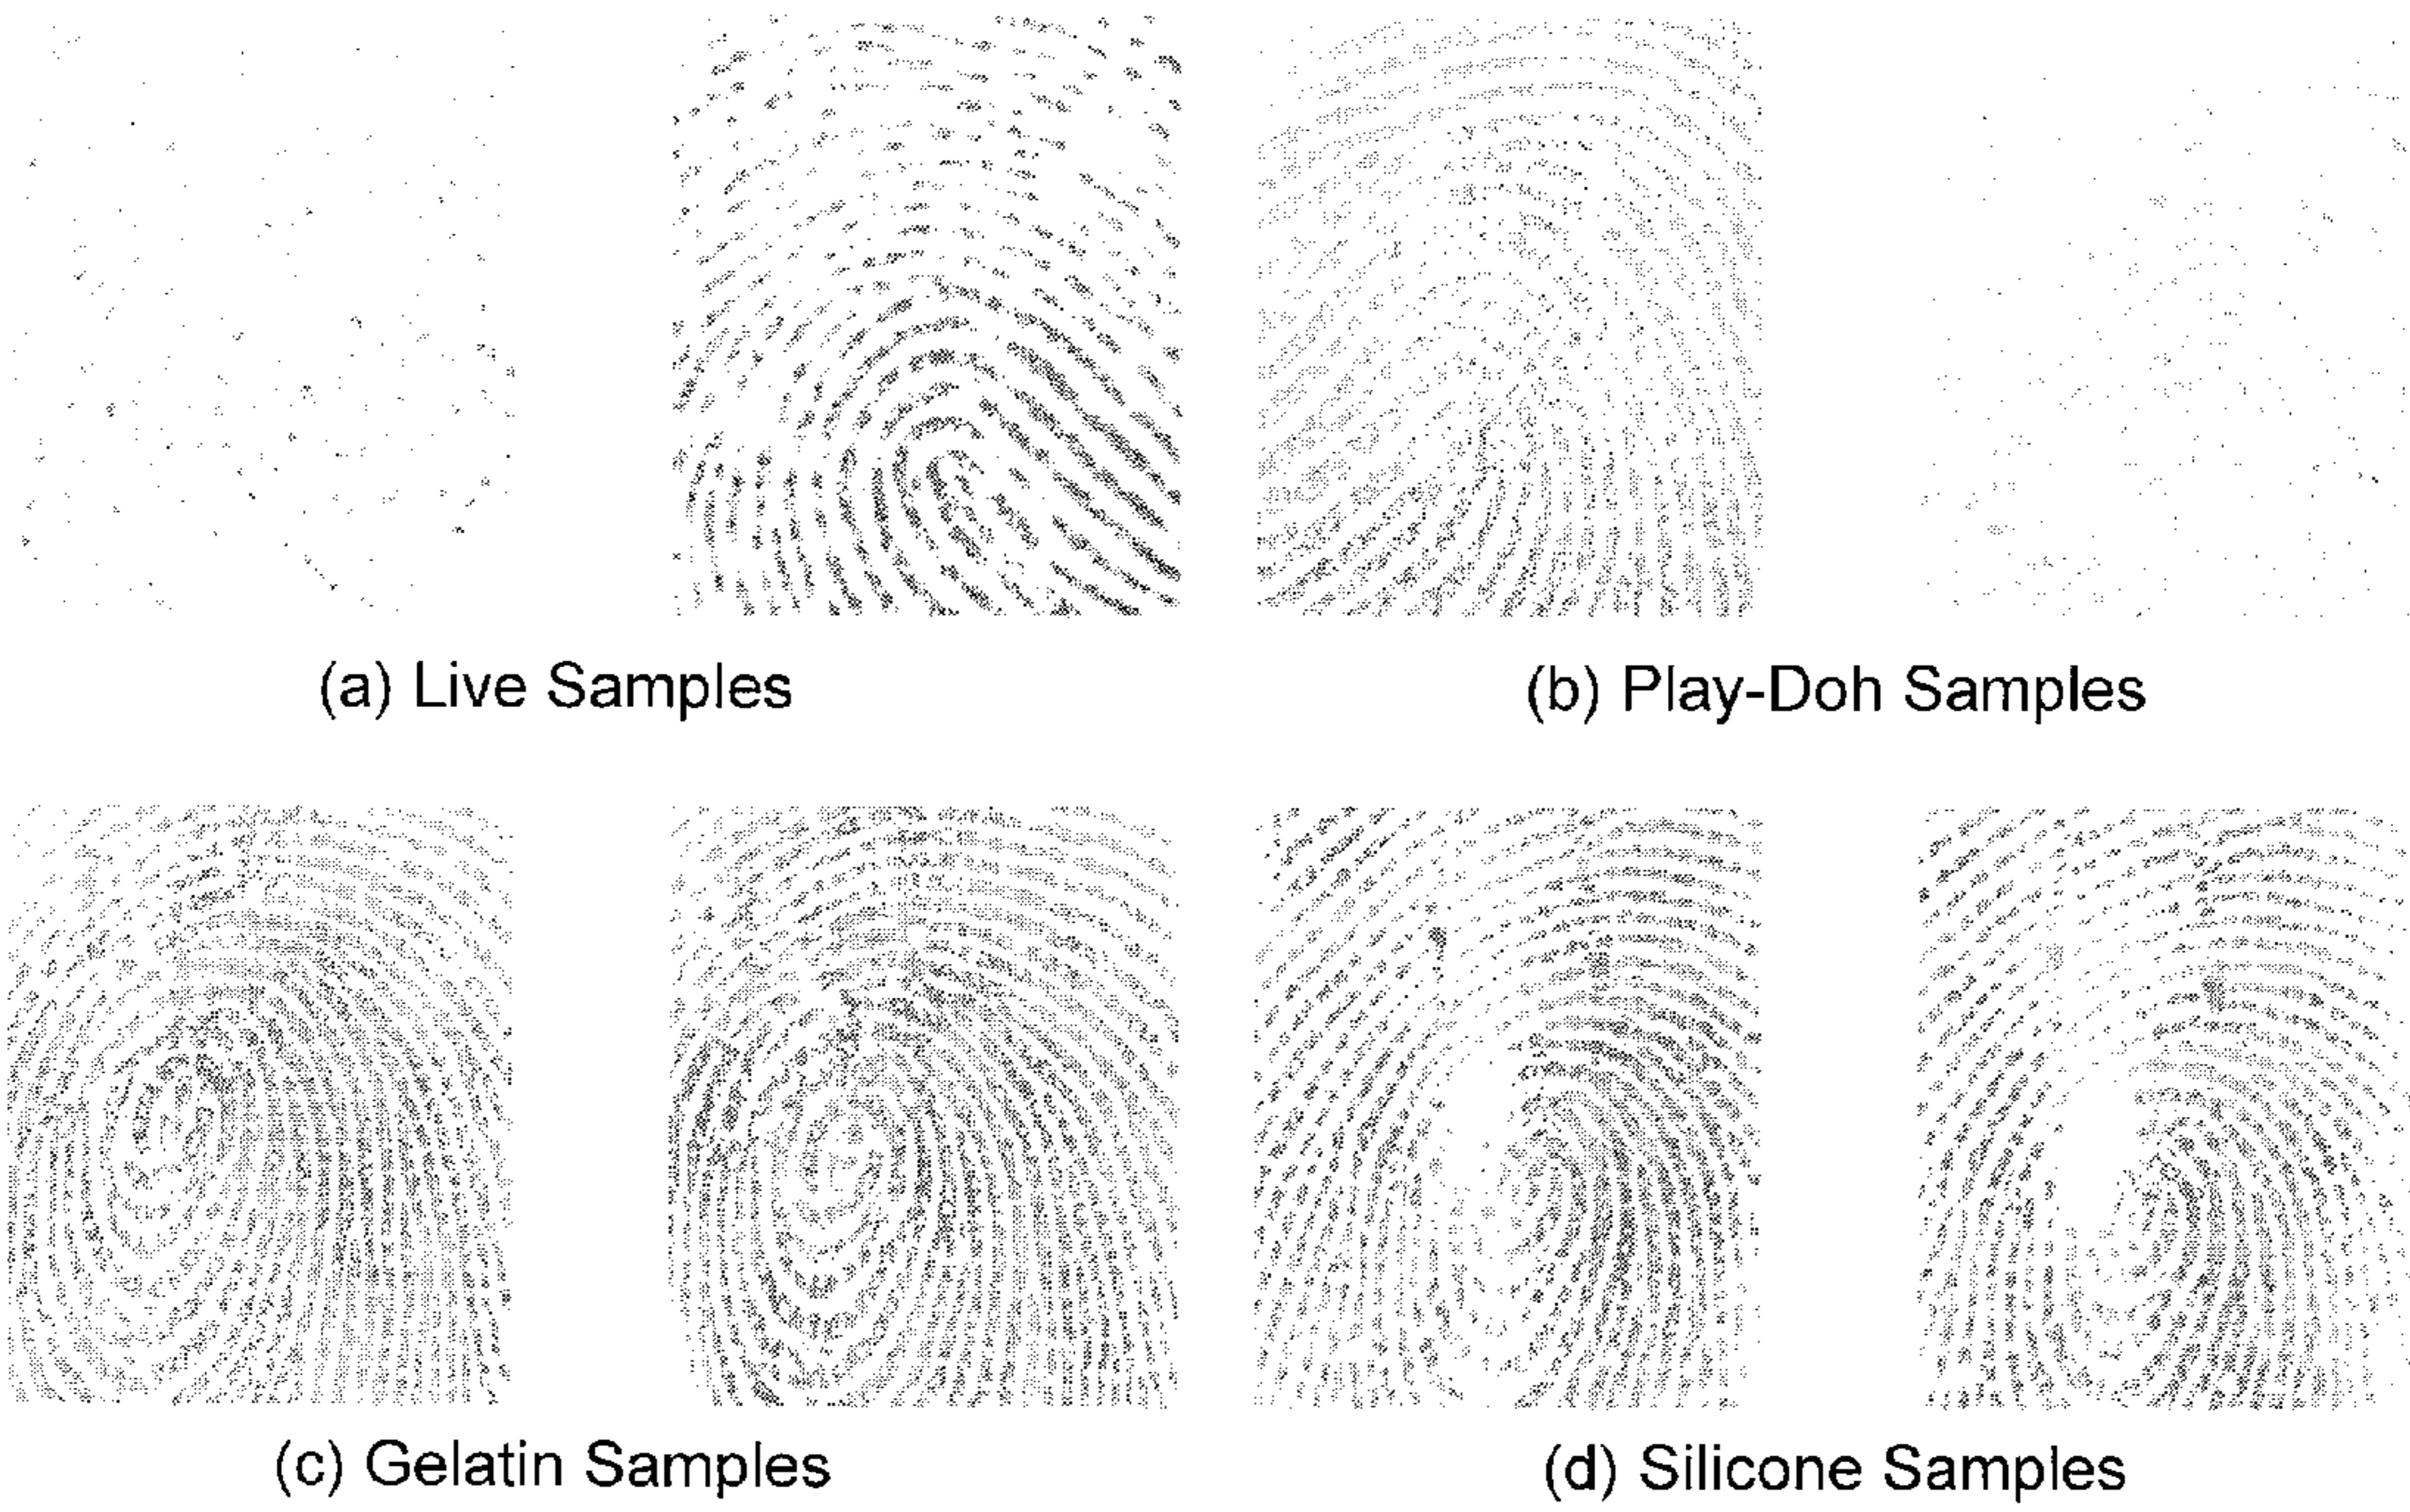 (a) Live Samples
(b) Play-Doh Samples
(c) Gelatin Samples
(d) Silicone Samples